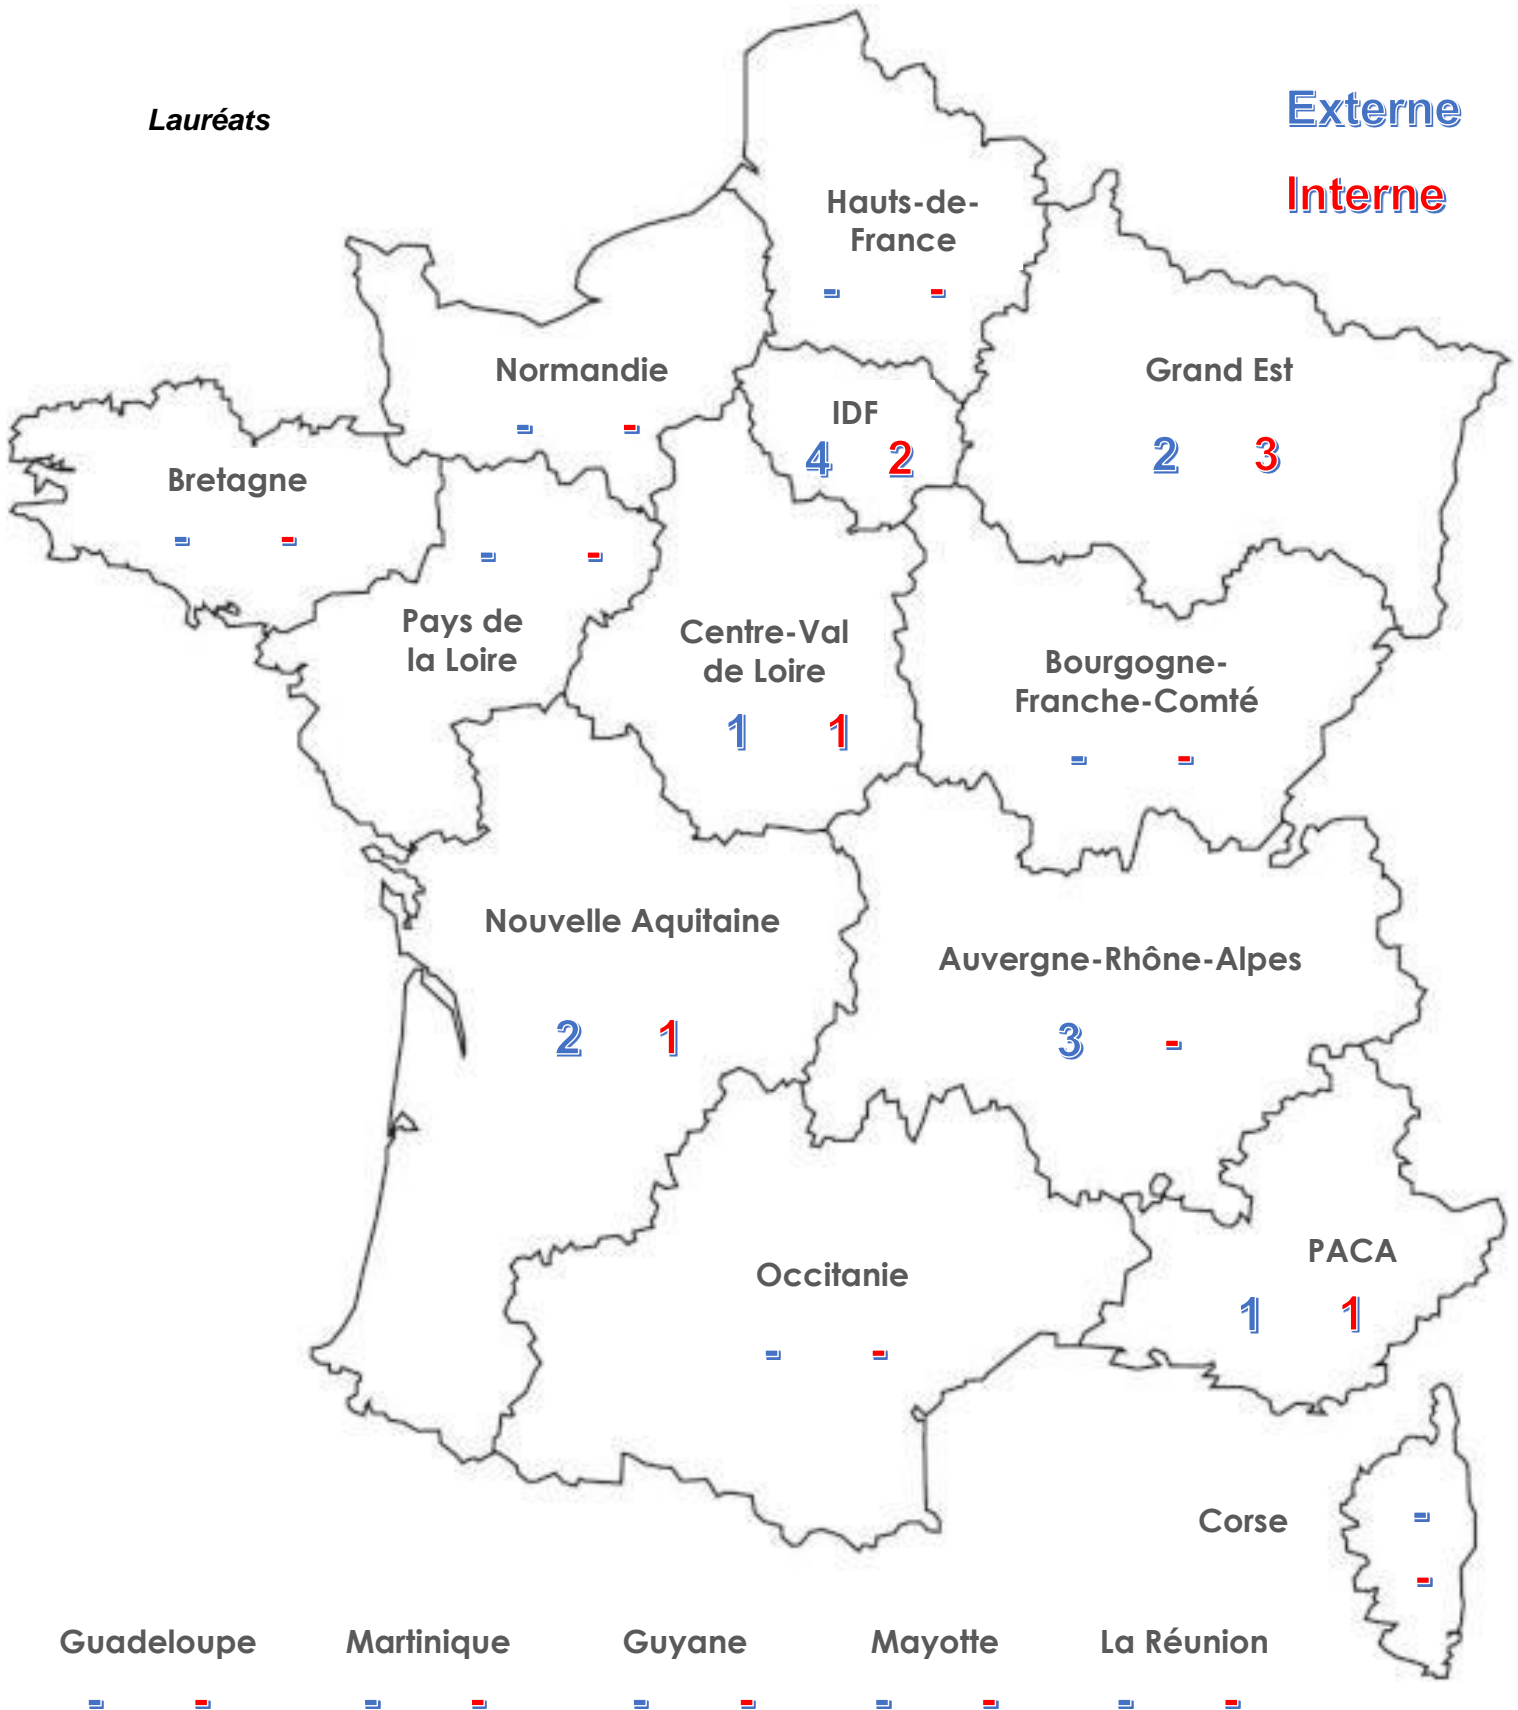 Lauréats
Externe
Interne
Hauts-de-
France
- -
Normandie
- -
IDF
4 2
Grand Est
2 3
Bretagne
- -
- -
Pays de
la Loire
Centre-Val
de Loire
1 1
Bourgogne-
Franche-Comté
- -
Nouvelle Aquitaine
2 1
Auvergne-Rhône-Alpes
3 -
PACA
1 1
Occitanie
- -
Corse
-
-
Guadeloupe Martinique Guyane Mayotte La Réunion
- - - - - - - - - -